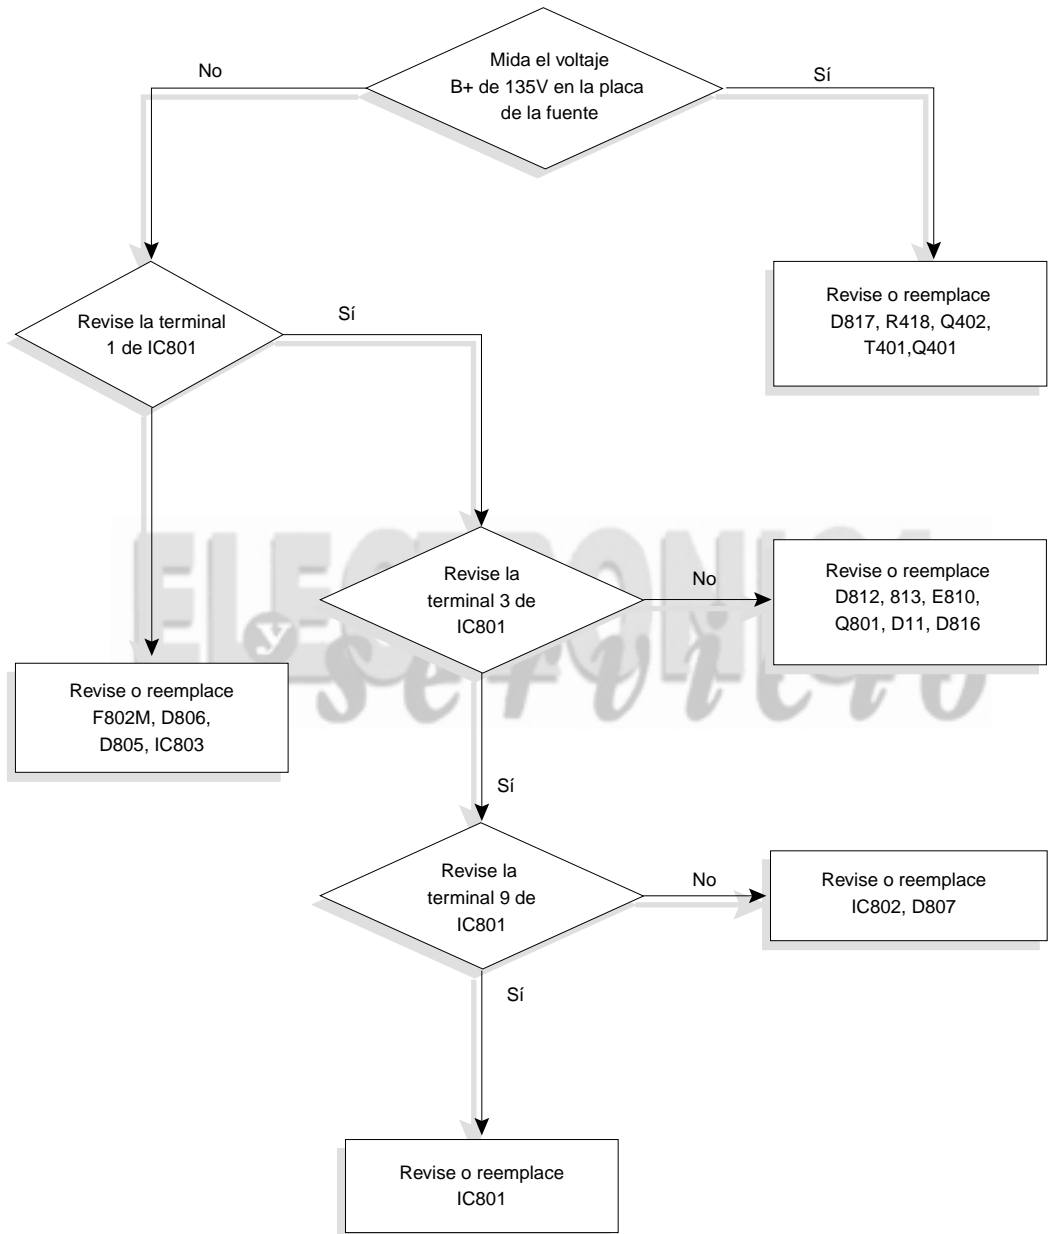 Mida el voltaje
B+ de 135V en la placa
de la fuente
No
Sí
Revise la terminal
1 de IC801
Sí
Revise o reemplace
D817, R418, Q402,
T401,Q401
ELECTRONICA
y servicio
Revise la
terminal 3 de
IC801
No
Revise o reemplace
D812, 813, E810,
Q801, D11, D816
Revise o reemplace
F802M, D806,
D805, IC803
Sí
Revise la
terminal 9 de
IC801
No
Revise o reemplace
IC802, D807
Sí
Revise o reemplace
IC801